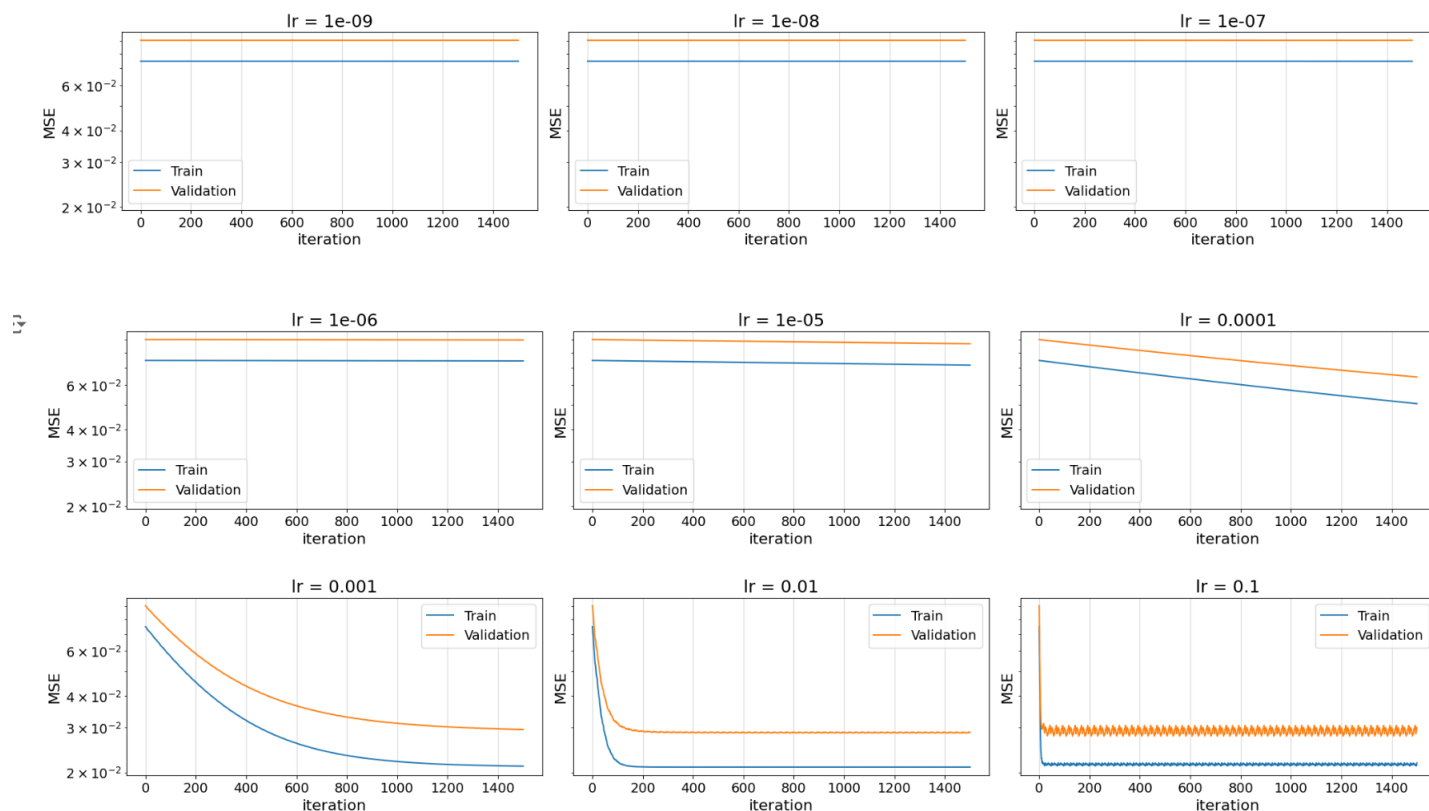 lr = 1e-09
lr = 1e-08
lr = 1e-07
MSE
6 × 10⁻²
4 × 10⁻²
3 × 10⁻²
2 × 10⁻²
Train
Validation
0 200 400 600 800 1000 1200 1400
iteration
MSE
Train
Validation
0 200 400 600 800 1000 1200 1400
iteration
MSE
Train
Validation
0 200 400 600 800 1000 1200 1400
iteration
lr = 1e-06
lr = 1e-05
lr = 0.0001
MSE
6 × 10⁻²
4 × 10⁻²
3 × 10⁻²
2 × 10⁻²
Train
Validation
0 200 400 600 800 1000 1200 1400
iteration
MSE
Train
Validation
0 200 400 600 800 1000 1200 1400
iteration
MSE
Train
Validation
0 200 400 600 800 1000 1200 1400
iteration
lr = 0.001
lr = 0.01
lr = 0.1
MSE
6 × 10⁻²
4 × 10⁻²
3 × 10⁻²
2 × 10⁻²
Train
Validation
0 200 400 600 800 1000 1200 1400
iteration
MSE
Train
Validation
0 200 400 600 800 1000 1200 1400
iteration
MSE
Train
Validation
0 200 400 600 800 1000 1200 1400
iteration